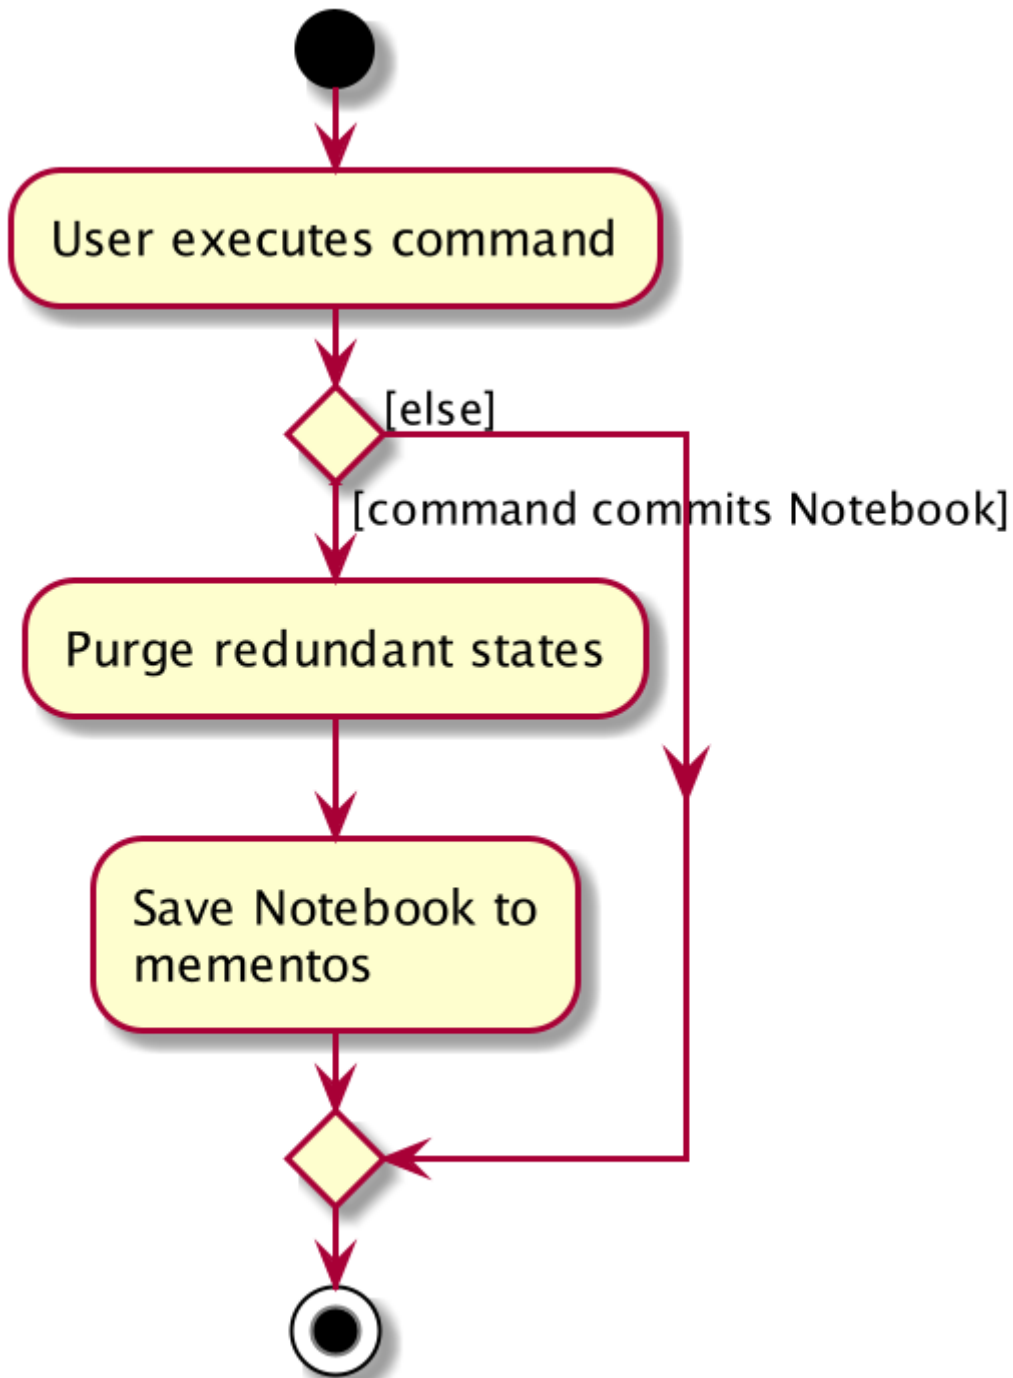 User executes command
[else]
[command commits Notebook]
Purge redundant states
Save Notebook to
mementos